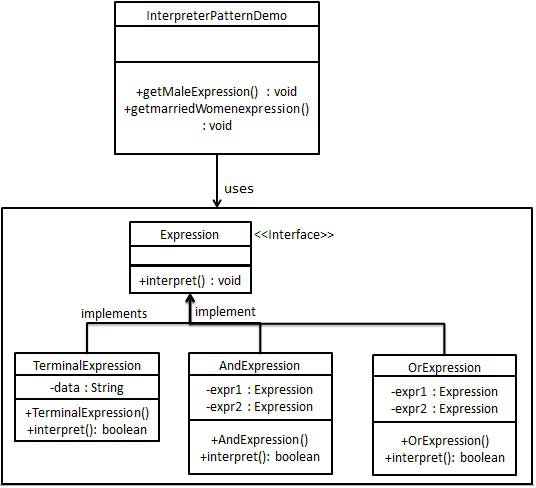 InterpreterPatternDemo
+getMaleExpression() : void
+getmarriedWomenexpression()
: void
uses
Expression
<<Interface>>
+interpret() : void
implements
implement
TerminalExpression
-data : String
+TerminalExpression()
+interpret(): boolean
AndExpression
-expr1 : Expression
-expr2 : Expression
+AndExpression()
+interpret(): boolean
OrExpression
-expr1 : Expression
-expr2 : Expression
+OrExpression()
+interpret(): boolean